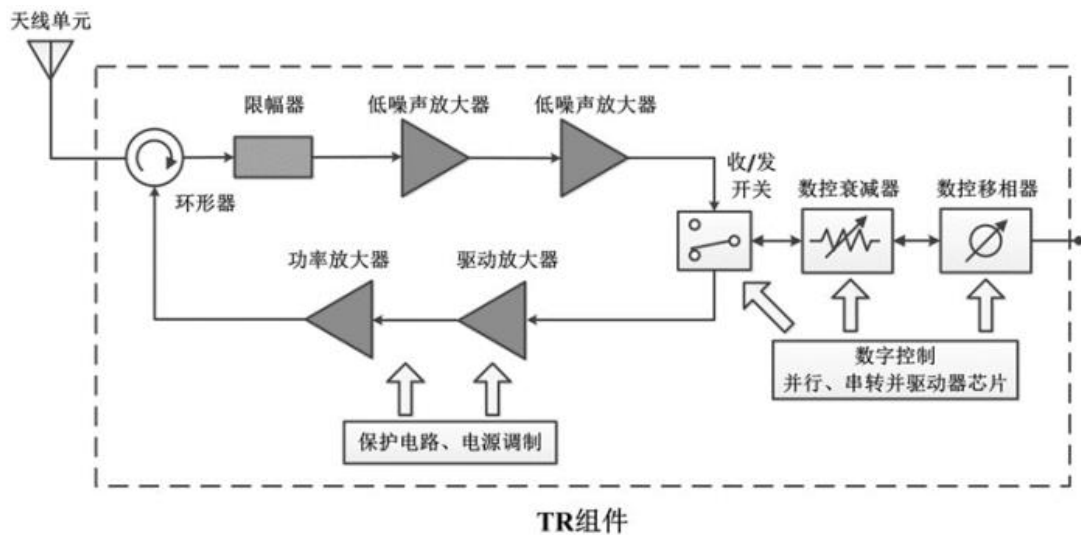 天线单元
限幅器
低噪声放大器
低噪声放大器
收/发
开关
数控衰减器
数控移相器
环形器
功率放大器
驱动放大器
数字控制
并行、串转并驱动器芯片
保护电路、电源调制
TR组件